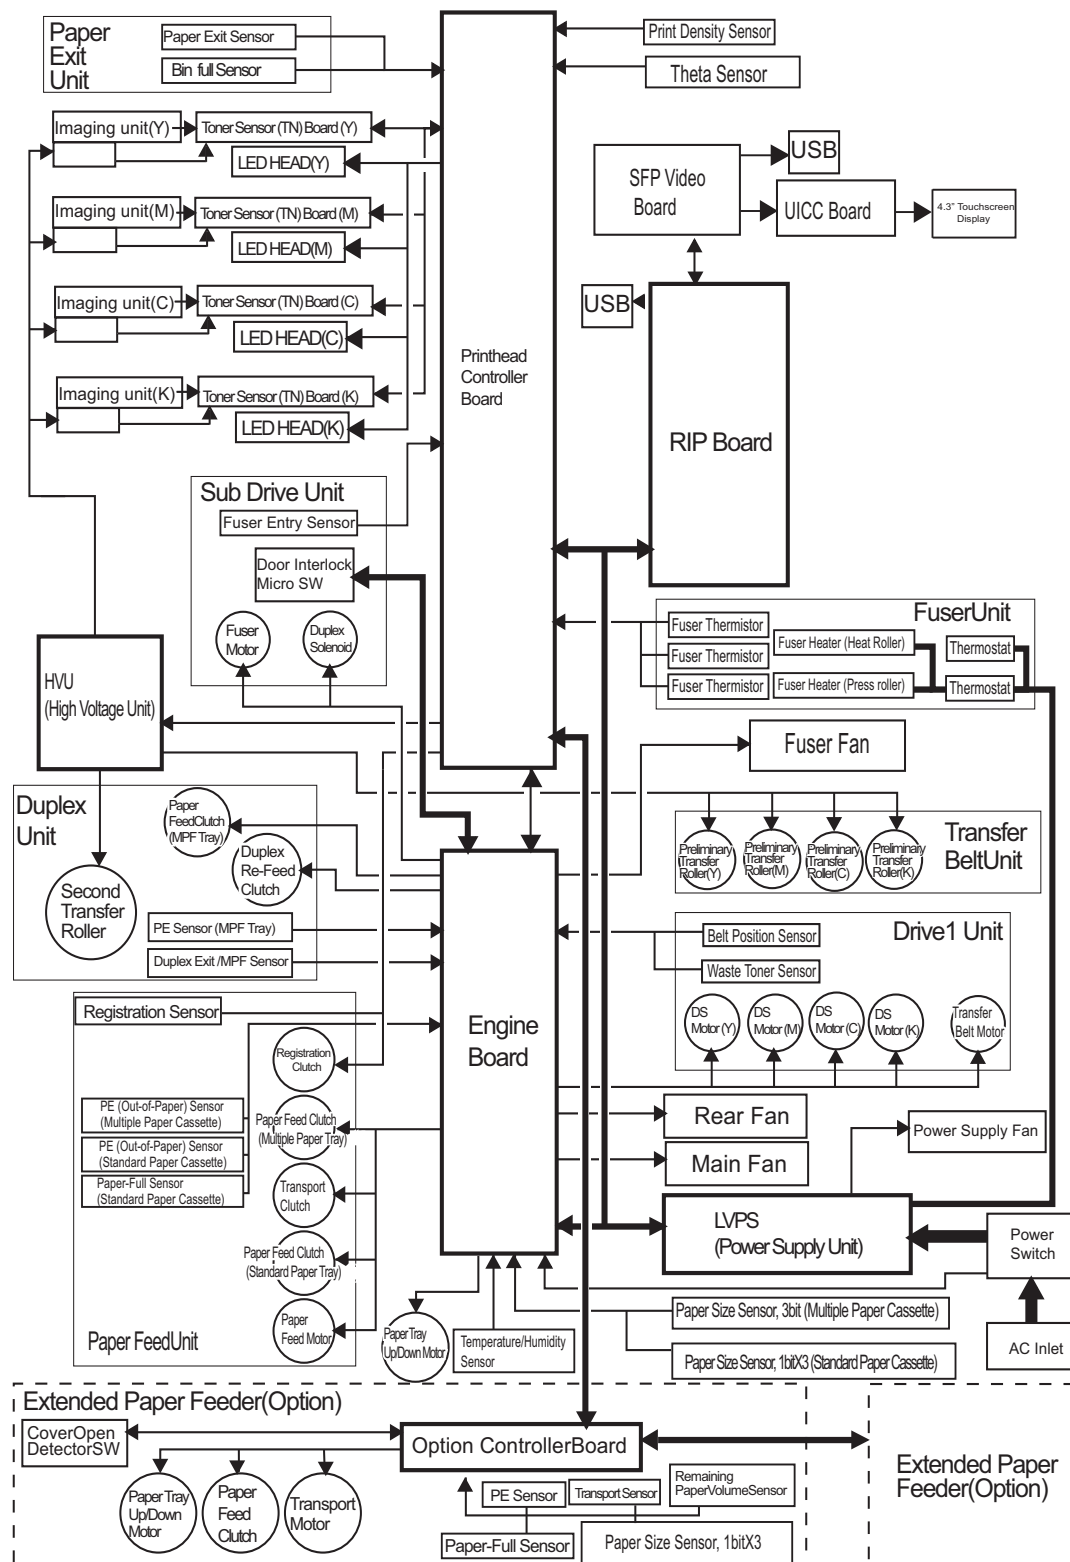 Paper
Exit
Unit
Paper Exit Sensor
Bin full Sensor
Print Density Sensor
Theta Sensor
Imaging unit(Y)
Toner Sensor (TN) Board (Y)
LED HEAD(Y)
Imaging unit(M)
Toner Sensor (TN) Board (M)
LED HEAD(M)
Imaging unit(C)
Toner Sensor (TN) Board (C)
LED HEAD(C)
Imaging unit(K)
Toner Sensor (TN) Board (K)
LED HEAD(K)
Printhead
Controller
Board
SFP Video
Board
USB
UICC Board
4.3" Touchscreen
Display
USB
RIP Board
Sub Drive Unit
Fuser Entry Sensor
Door Interlock
Micro SW
Fuser
Motor
Duplex
Solenoid
HVU
(High Voltage Unit)
FuserUnit
Fuser Thermistor
Fuser Thermistor
Fuser Thermistor
Fuser Heater (Heat Roller)
Fuser Heater (Press roller)
Thermostat
Thermostat
Fuser Fan
Duplex
Unit
Paper
FeedClutch
(MPF Tray)
Duplex
Re-Feed
Clutch
Second
Transfer
Roller
PE Sensor (MPF Tray)
Duplex Exit /MPF Sensor
Transfer
BeltUnit
Preliminary
Transfer
Roller(Y)
Preliminary
Transfer
Roller(M)
Preliminary
Transfer
Roller(C)
Preliminary
Transfer
Roller(K)
Drive1 Unit
Belt Position Sensor
Waste Toner Sensor
DS
Motor (Y)
DS
Motor (M)
DS
Motor (C)
DS
Motor (K)
Transfer
Belt Motor
Engine
Board
Registration Sensor
Registration
Clutch
PE (Out-of-Paper) Sensor
(Multiple Paper Cassette)
PE (Out-of-Paper) Sensor
(Standard Paper Cassette)
Paper-Full Sensor
(Standard Paper Cassette)
Paper Feed Clutch
(Multiple Paper Tray)
Transport
Clutch
Paper Feed Clutch
(Standard Paper Tray)
Paper
Feed Motor
Paper FeedUnit
Rear Fan
Main Fan
Power Supply Fan
LVPS
(Power Supply Unit)
Power
Switch
AC Inlet
Paper Tray
Up/Down Motor
Temperature/Humidity
Sensor
Paper Size Sensor, 3bit (Multiple Paper Cassette)
Paper Size Sensor, 1bitX3 (Standard Paper Cassette)
Extended Paper Feeder(Option)
CoverOpen
DetectorSW
Option ControllerBoard
Paper Tray
Up/Down
Motor
Paper
Feed
Clutch
Transport
Motor
PE Sensor
Transport Sensor
Remaining
PaperVolumeSensor
Paper-Full Sensor
Paper Size Sensor, 1bitX3
Extended Paper
Feeder(Option)